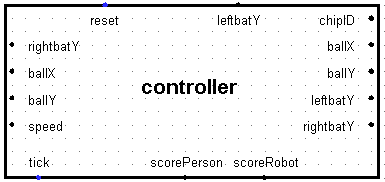 reset leftbatY chipID
rightbatY ballX
ballX ballY
controller
ballY leftbatY
speed rightbatY
tick scorePerson scoreRobot